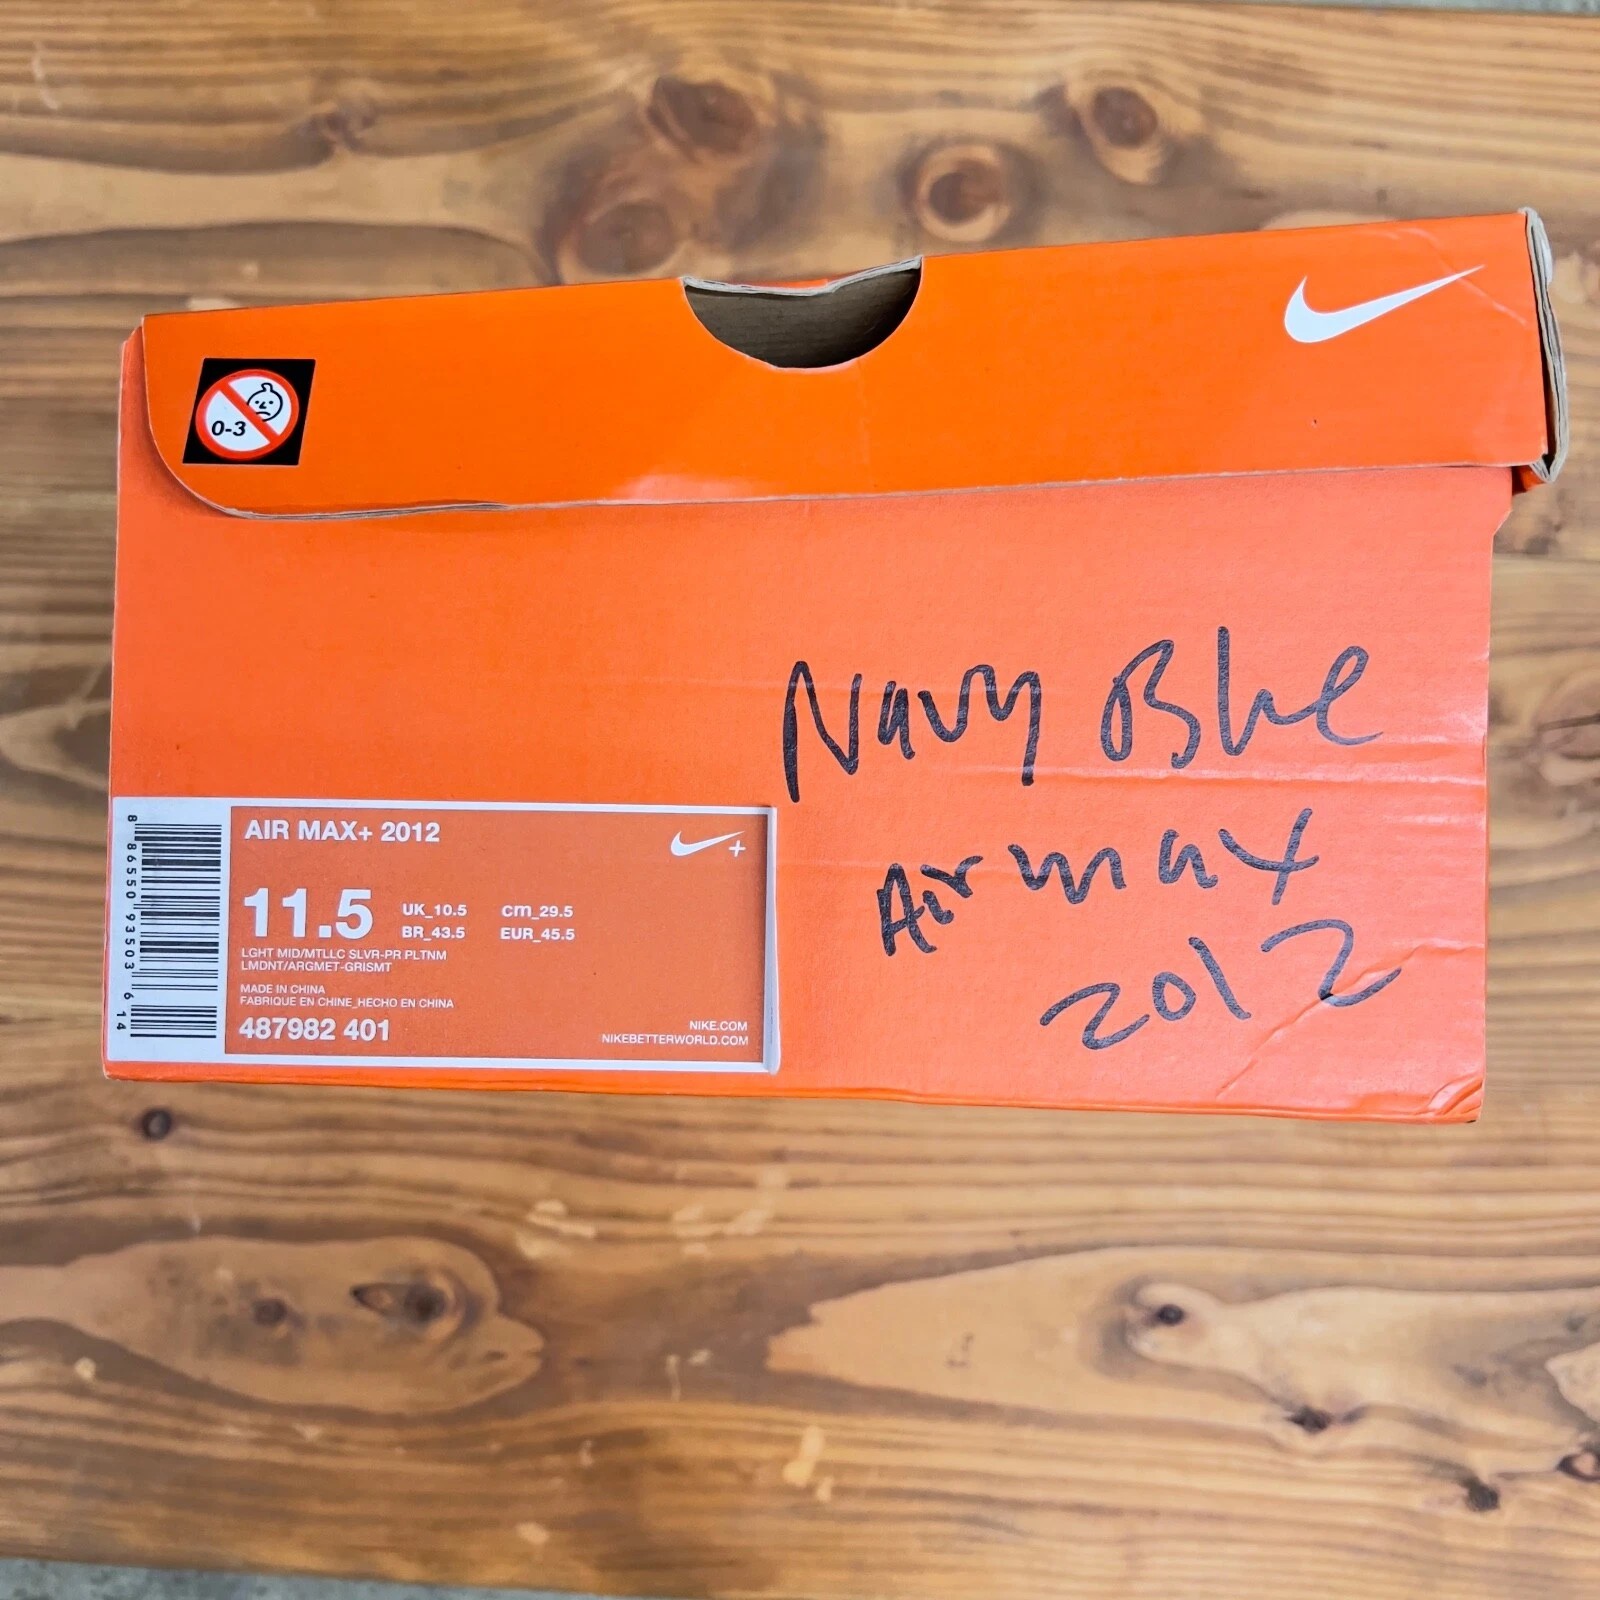 0-3
Navy Blue
Airmax
2012
8 86550 93503 6 14
AIR MAX+ 2012
11.5
UK_10.5 cm_29.5
BR_43.5 EUR_45.5
LGHT MID/MTLLC SLVR-PR PLTNM
LMDNT/ARGMET-GRISMT
MADE IN CHINA
FABRIQUE EN CHINE_HECHO EN CHINA
487982 401
NIKE.COM
NIKEBETTERWORLD.COM